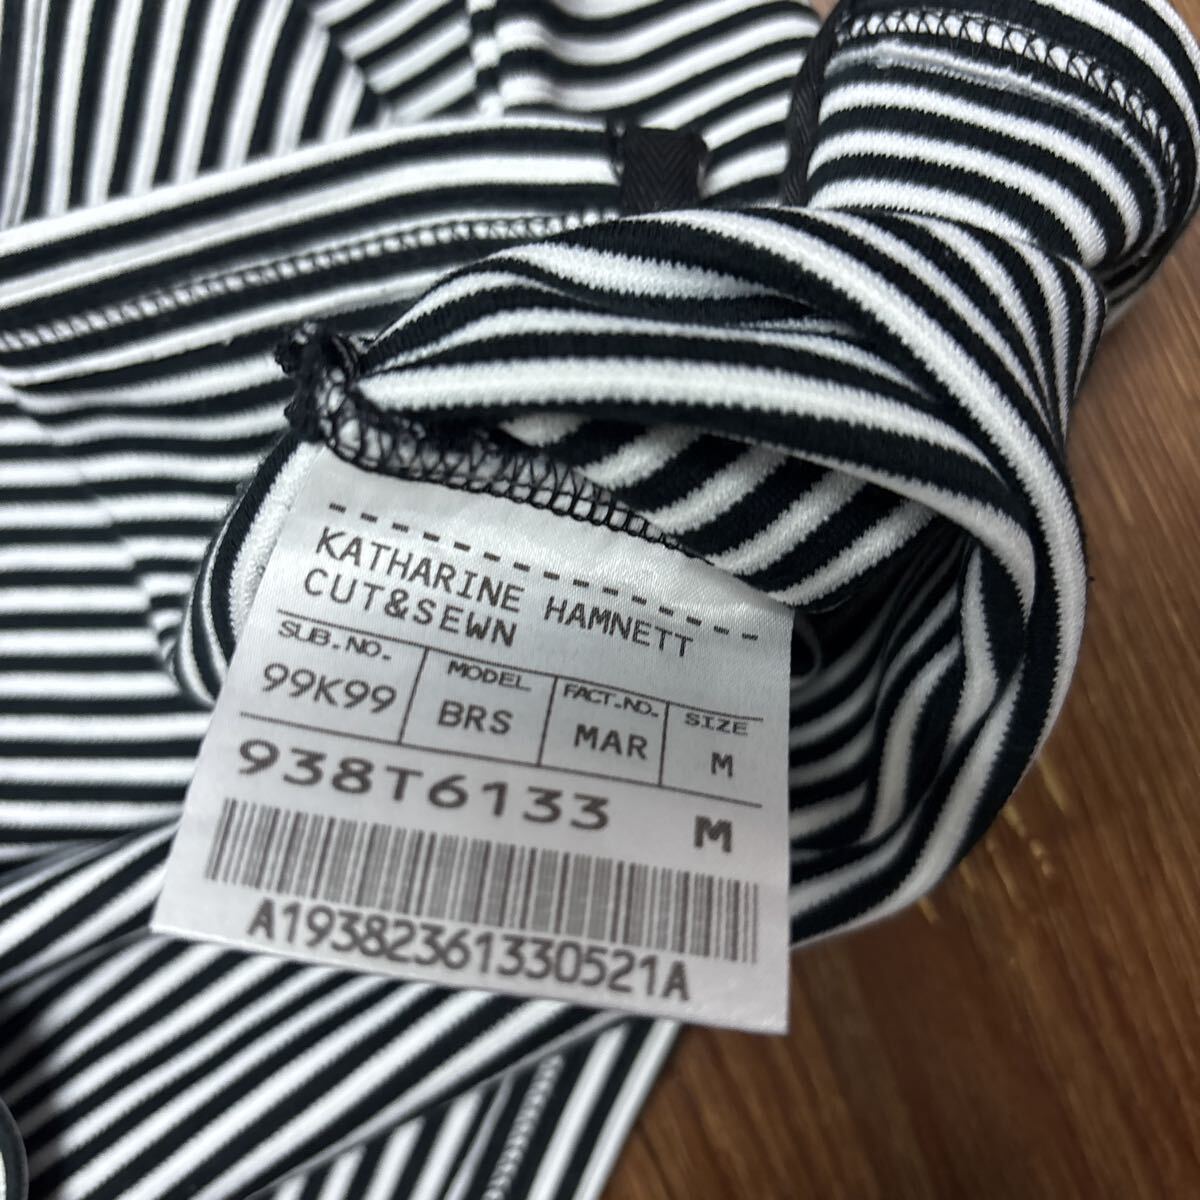 KATHARINE HAMNETT
CUT&SEWN
SUB.NO. MODEL FACT.NO. SIZE
99K99 BRS MAR M
938T6133 M
A19382361330521A